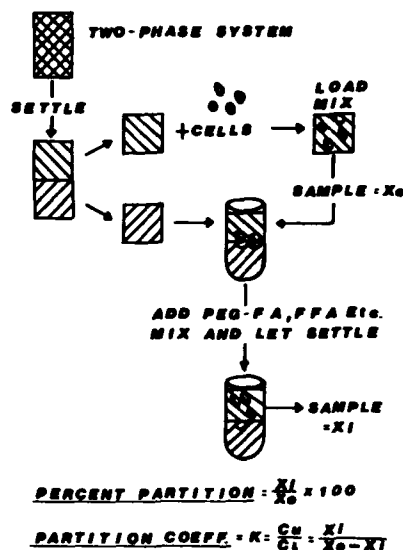 TWO-PHASE SYSTEM
SETTLE
+CELLS
LOAD
MIX
SAMPLE = Xo
ADD PEG-FA, FFA Etc.
MIX AND LET SETTLE
SAMPLE
=Xi
PERCENT PARTITION = Xi/Xo x 100
PARTITION COEFF. = K = Cu/CL = Xi/Xo-Xi